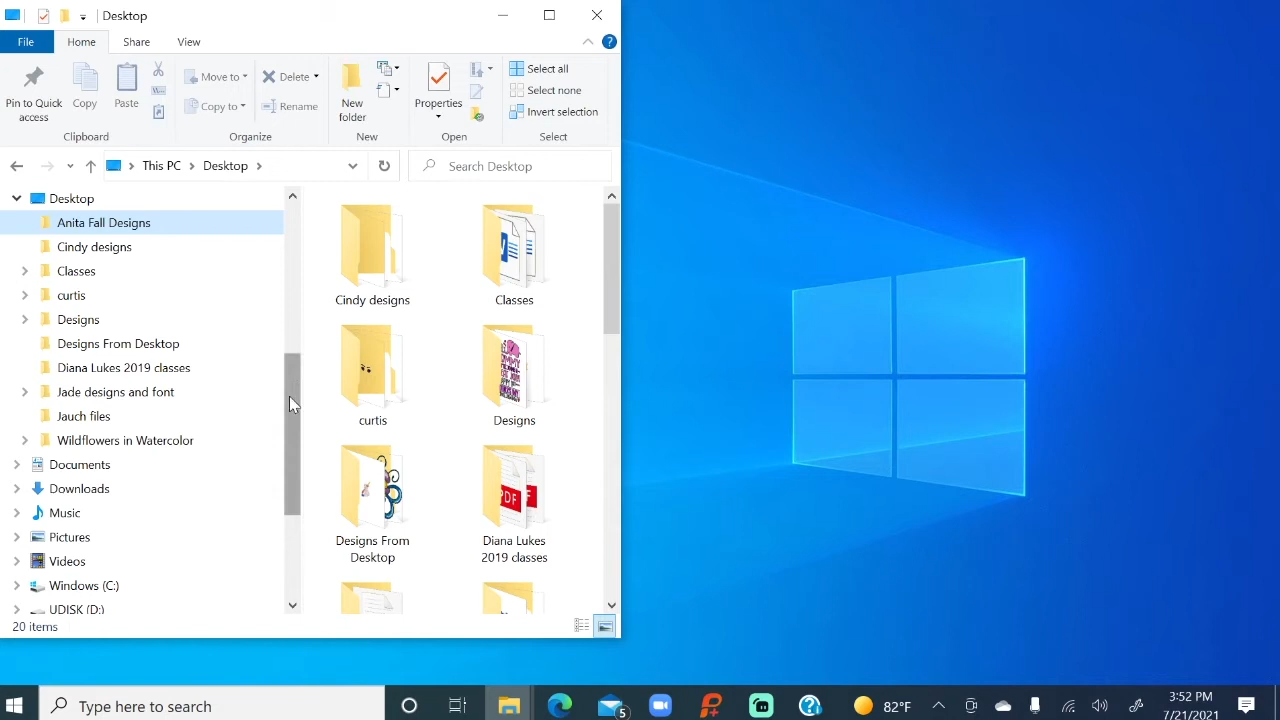 Desktop
File Home Share View
Pin to Quick access
Copy
Paste
Move to
Copy to
Delete
Rename
New folder
Properties
Select all
Select none
Invert selection
Clipboard Organize New Open Select
This PC Desktop
Search Desktop
Desktop
Anita Fall Designs
Cindy designs
Classes
curtis
Designs
Designs From Desktop
Diana Lukes 2019 classes
Jade designs and font
Jauch files
Wildflowers in Watercolor
Documents
Downloads
Music
Pictures
Videos
Windows (C:)
UDISK (D:)
Cindy designs
Classes
curtis
Designs
Designs From
Desktop
PDF
Diana Lukes
2019 classes
20 items
Type here to search
5
82°F
3:52 PM
7/21/2021